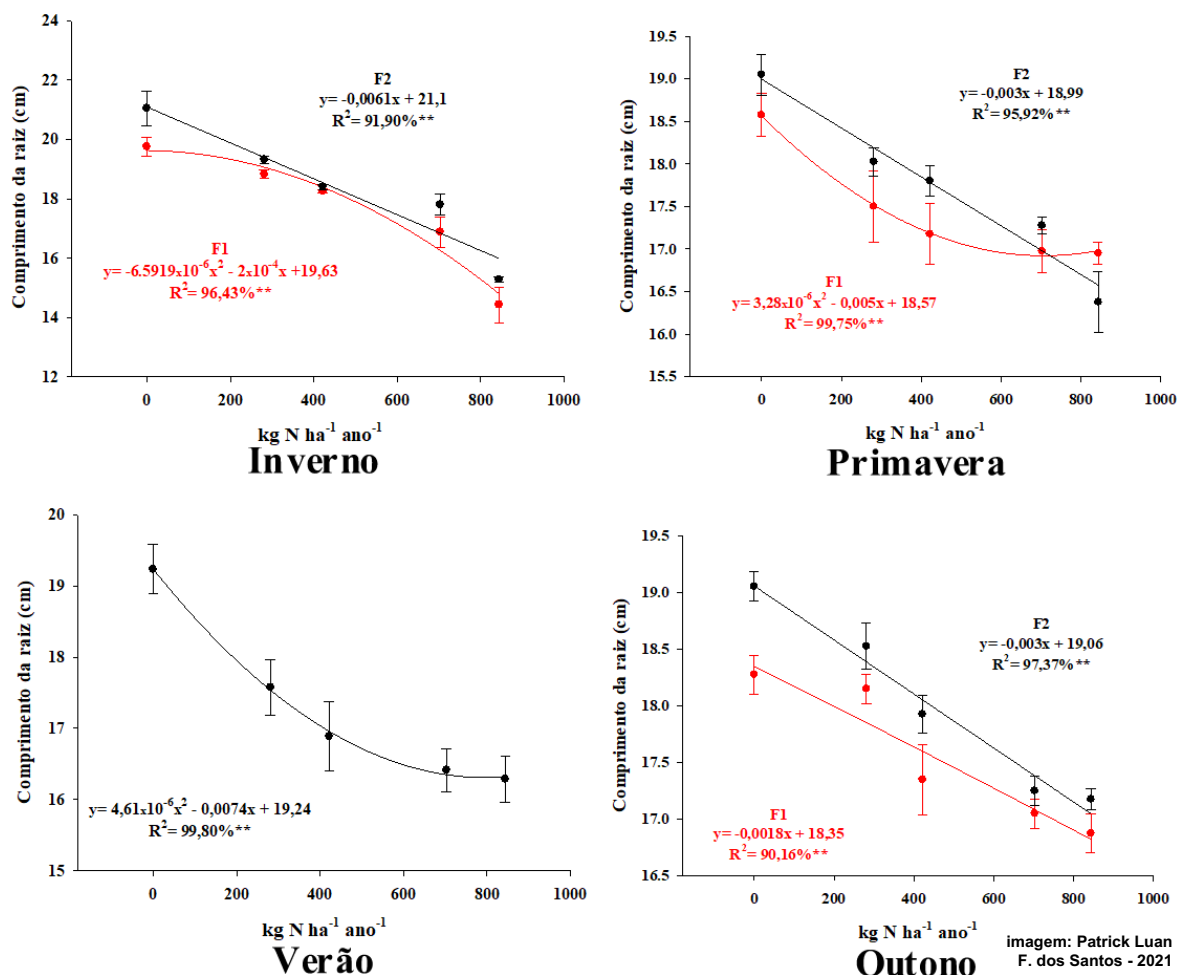 Comprimento da raiz (cm)
24
22
20
18
16
14
12
F2
y= -0,0061x + 21,1
R²= 91,90%**
F1
y= -6.5919x10⁻⁶x² - 2x10⁻⁴x +19,63
R²= 96,43%**
0 200 400 600 800 1000
kg N ha⁻¹ ano⁻¹
Inverno
Comprimento da raiz (cm)
19.5
19.0
18.5
18.0
17.5
17.0
16.5
16.0
15.5
F2
y= -0,003x + 18,99
R²= 95,92%**
F1
y= 3,28x10⁻⁶x² - 0,005x + 18,57
R²= 99,75%**
0 200 400 600 800 1000
kg N ha⁻¹ ano⁻¹
Primavera
Comprimento da raiz (cm)
20
19
18
17
16
15
y= 4,61x10⁻⁶x² - 0,0074x + 19,24
R²= 99,80%**
0 200 400 600 800 1000
kg N ha⁻¹ ano⁻¹
Verão
Comprimento da raiz (cm)
19.5
19.0
18.5
18.0
17.5
17.0
16.5
F2
y= -0,003x + 19,06
R²= 97,37%**
F1
y= -0,0018x + 18,35
R²= 90,16%**
0 200 400 600 800 1000
kg N ha⁻¹ ano⁻¹
Outono
imagem: Patrick Luan
F. dos Santos - 2021